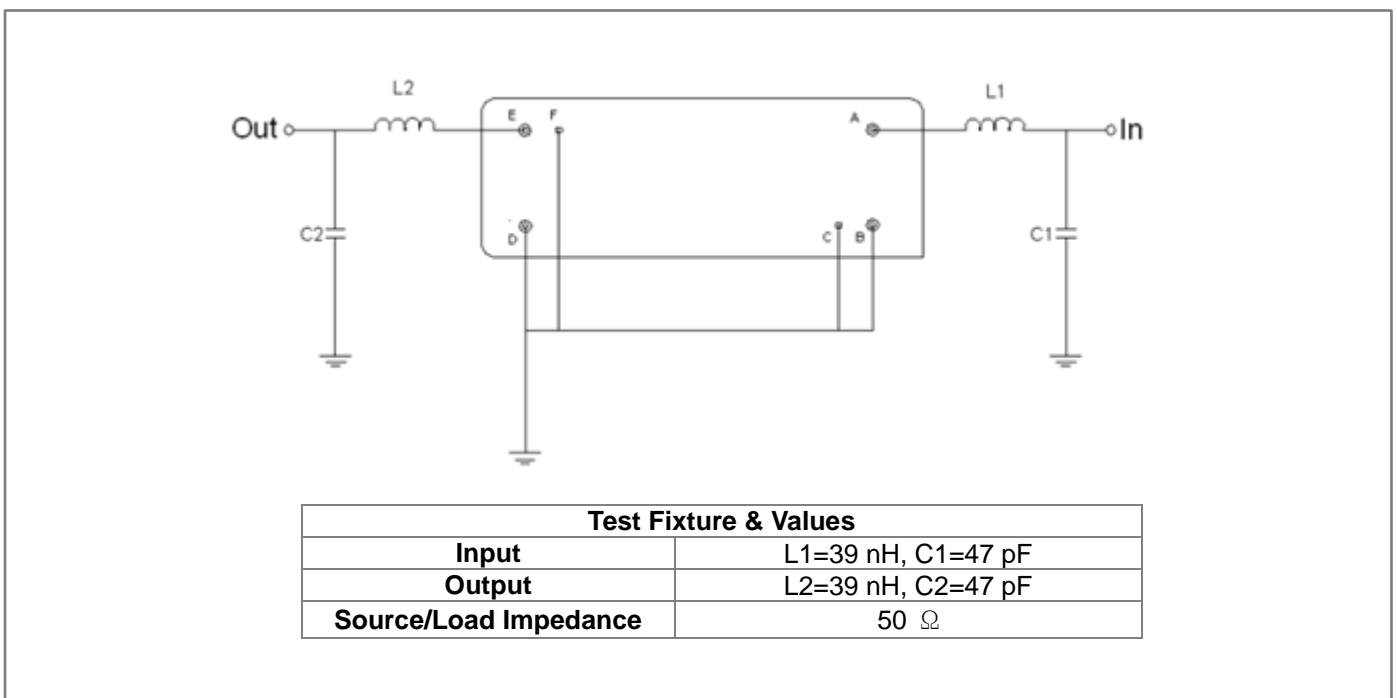 L2
L1
Out
E
F
A
In
C2
D
C
B
C1
Test Fixture & Values
Input L1=39 nH, C1=47 pF
Output L2=39 nH, C2=47 pF
Source/Load Impedance 50 Ω